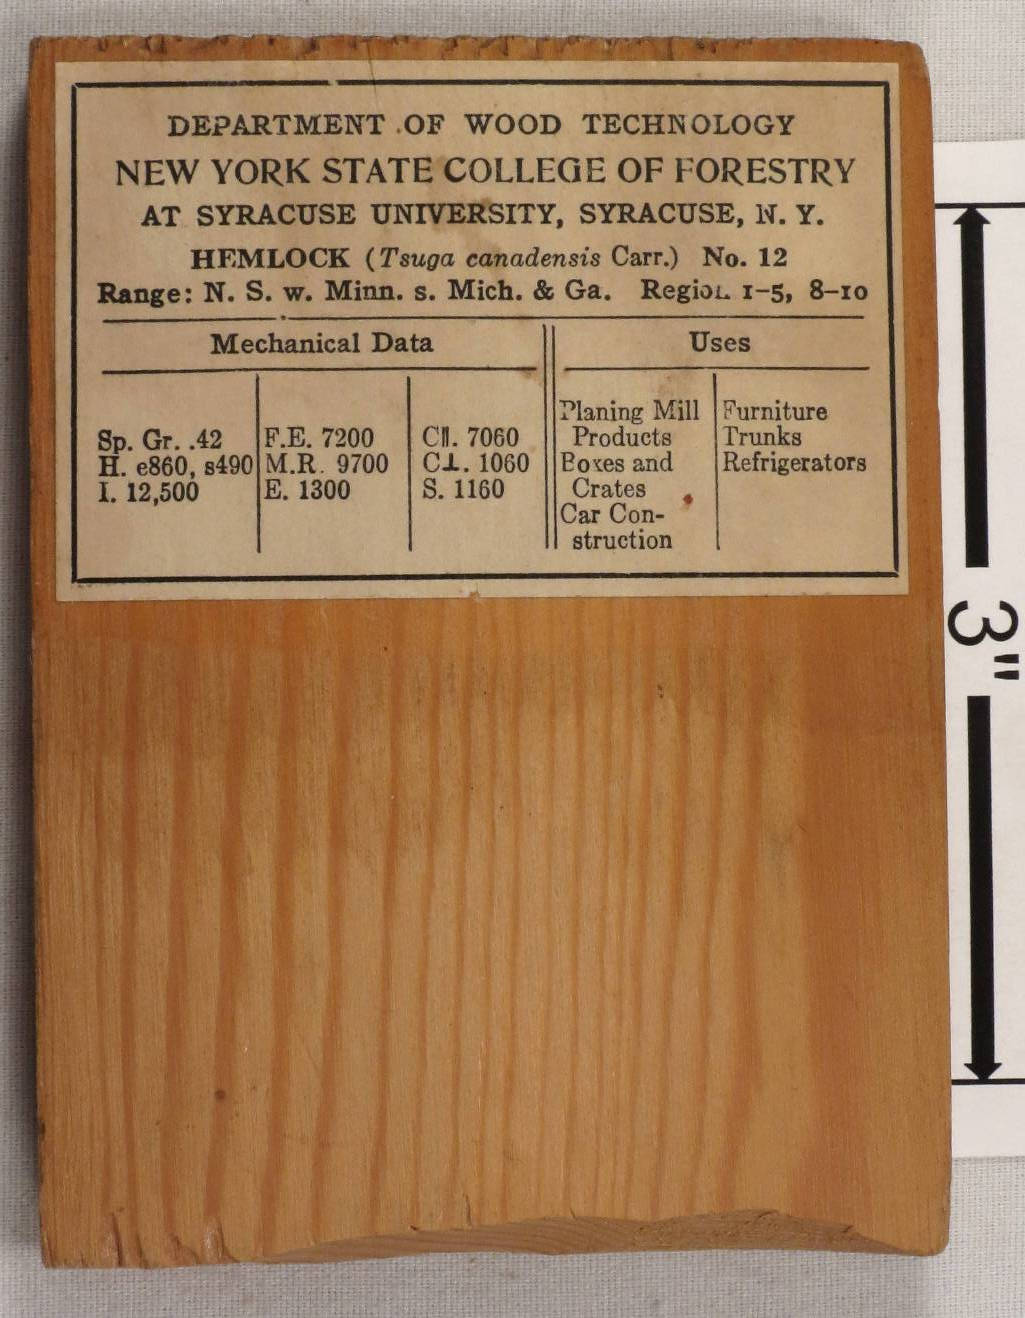 DEPARTMENT OF WOOD TECHNOLOGY
NEW YORK STATE COLLEGE OF FORESTRY
AT SYRACUSE UNIVERSITY, SYRACUSE, N. Y.
HEMLOCK (Tsuga canadensis Carr.) No. 12
Range: N. S. w. Minn. s. Mich. & Ga. Region 1-5, 8-10
Mechanical Data
Sp. Gr. .42
H. e860, s490
I. 12,500
F.E. 7200
M.R. 9700
E. 1300
C∥. 7060
C⊥. 1060
S. 1160
Uses
Planing Mill
Products
Boxes and
Crates
Car Con-
struction
Furniture
Trunks
Refrigerators
3"